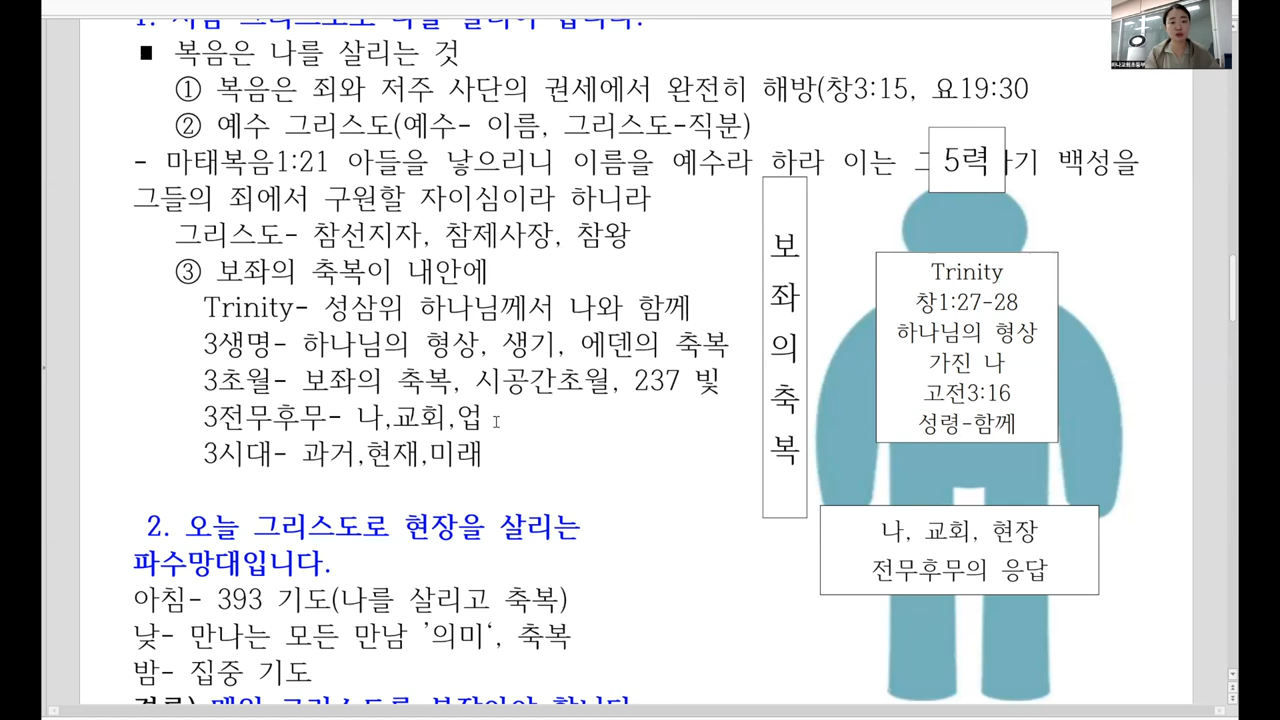 ■ 복음은 나를 살리는 것
① 복음은 죄와 저주 사단의 권세에서 완전히 해방(창3:15, 요19:30
② 예수 그리스도(예수- 이름, 그리스도-직분)
- 마태복음1:21 아들을 낳으리니 이름을 예수라 하라 이는 백성을
그들의 죄에서 구원할 자이심이라 하니라
그리스도- 참선지자, 참제사장, 참왕
③ 보좌의 축복이 내안에
Trinity- 성삼위 하나님께서 나와 함께
3생명- 하나님의 형상, 생기, 에덴의 축복
3초월- 보좌의 축복, 시공간초월, 237 빛
3전무후무- 나,교회,업
3시대- 과거,현재,미래
2. 오늘 그리스도로 현장을 살리는
파수망대입니다.
아침- 393 기도(나를 살리고 축복)
낮- 만나는 모든 만남 ’의미‘, 축복
밤- 집중 기도
5력
보좌의축복
Trinity
창1:27-28
하나님의 형상
가진 나
고전3:16
성령-함께
나, 교회, 현장
전무후무의 응답